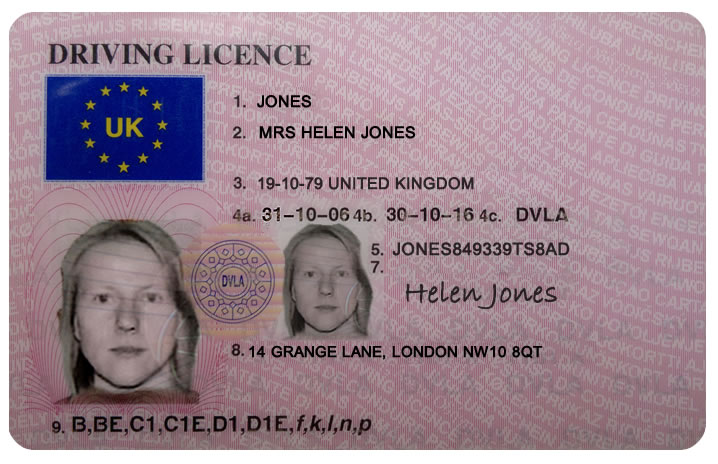 DRIVING LICENCE
UK
1. JONES
2. MRS HELEN JONES
3. 19-10-79 UNITED KINGDOM
4a. 31-10-06 4b. 30-10-16 4c. DVLA
5. JONES849339TS8AD
7.
Helen Jones
DVLA
8. 14 GRANGE LANE, LONDON NW10 8QT
9. B,BE,C1,C1E,D1,D1E,f,k,l,n,p